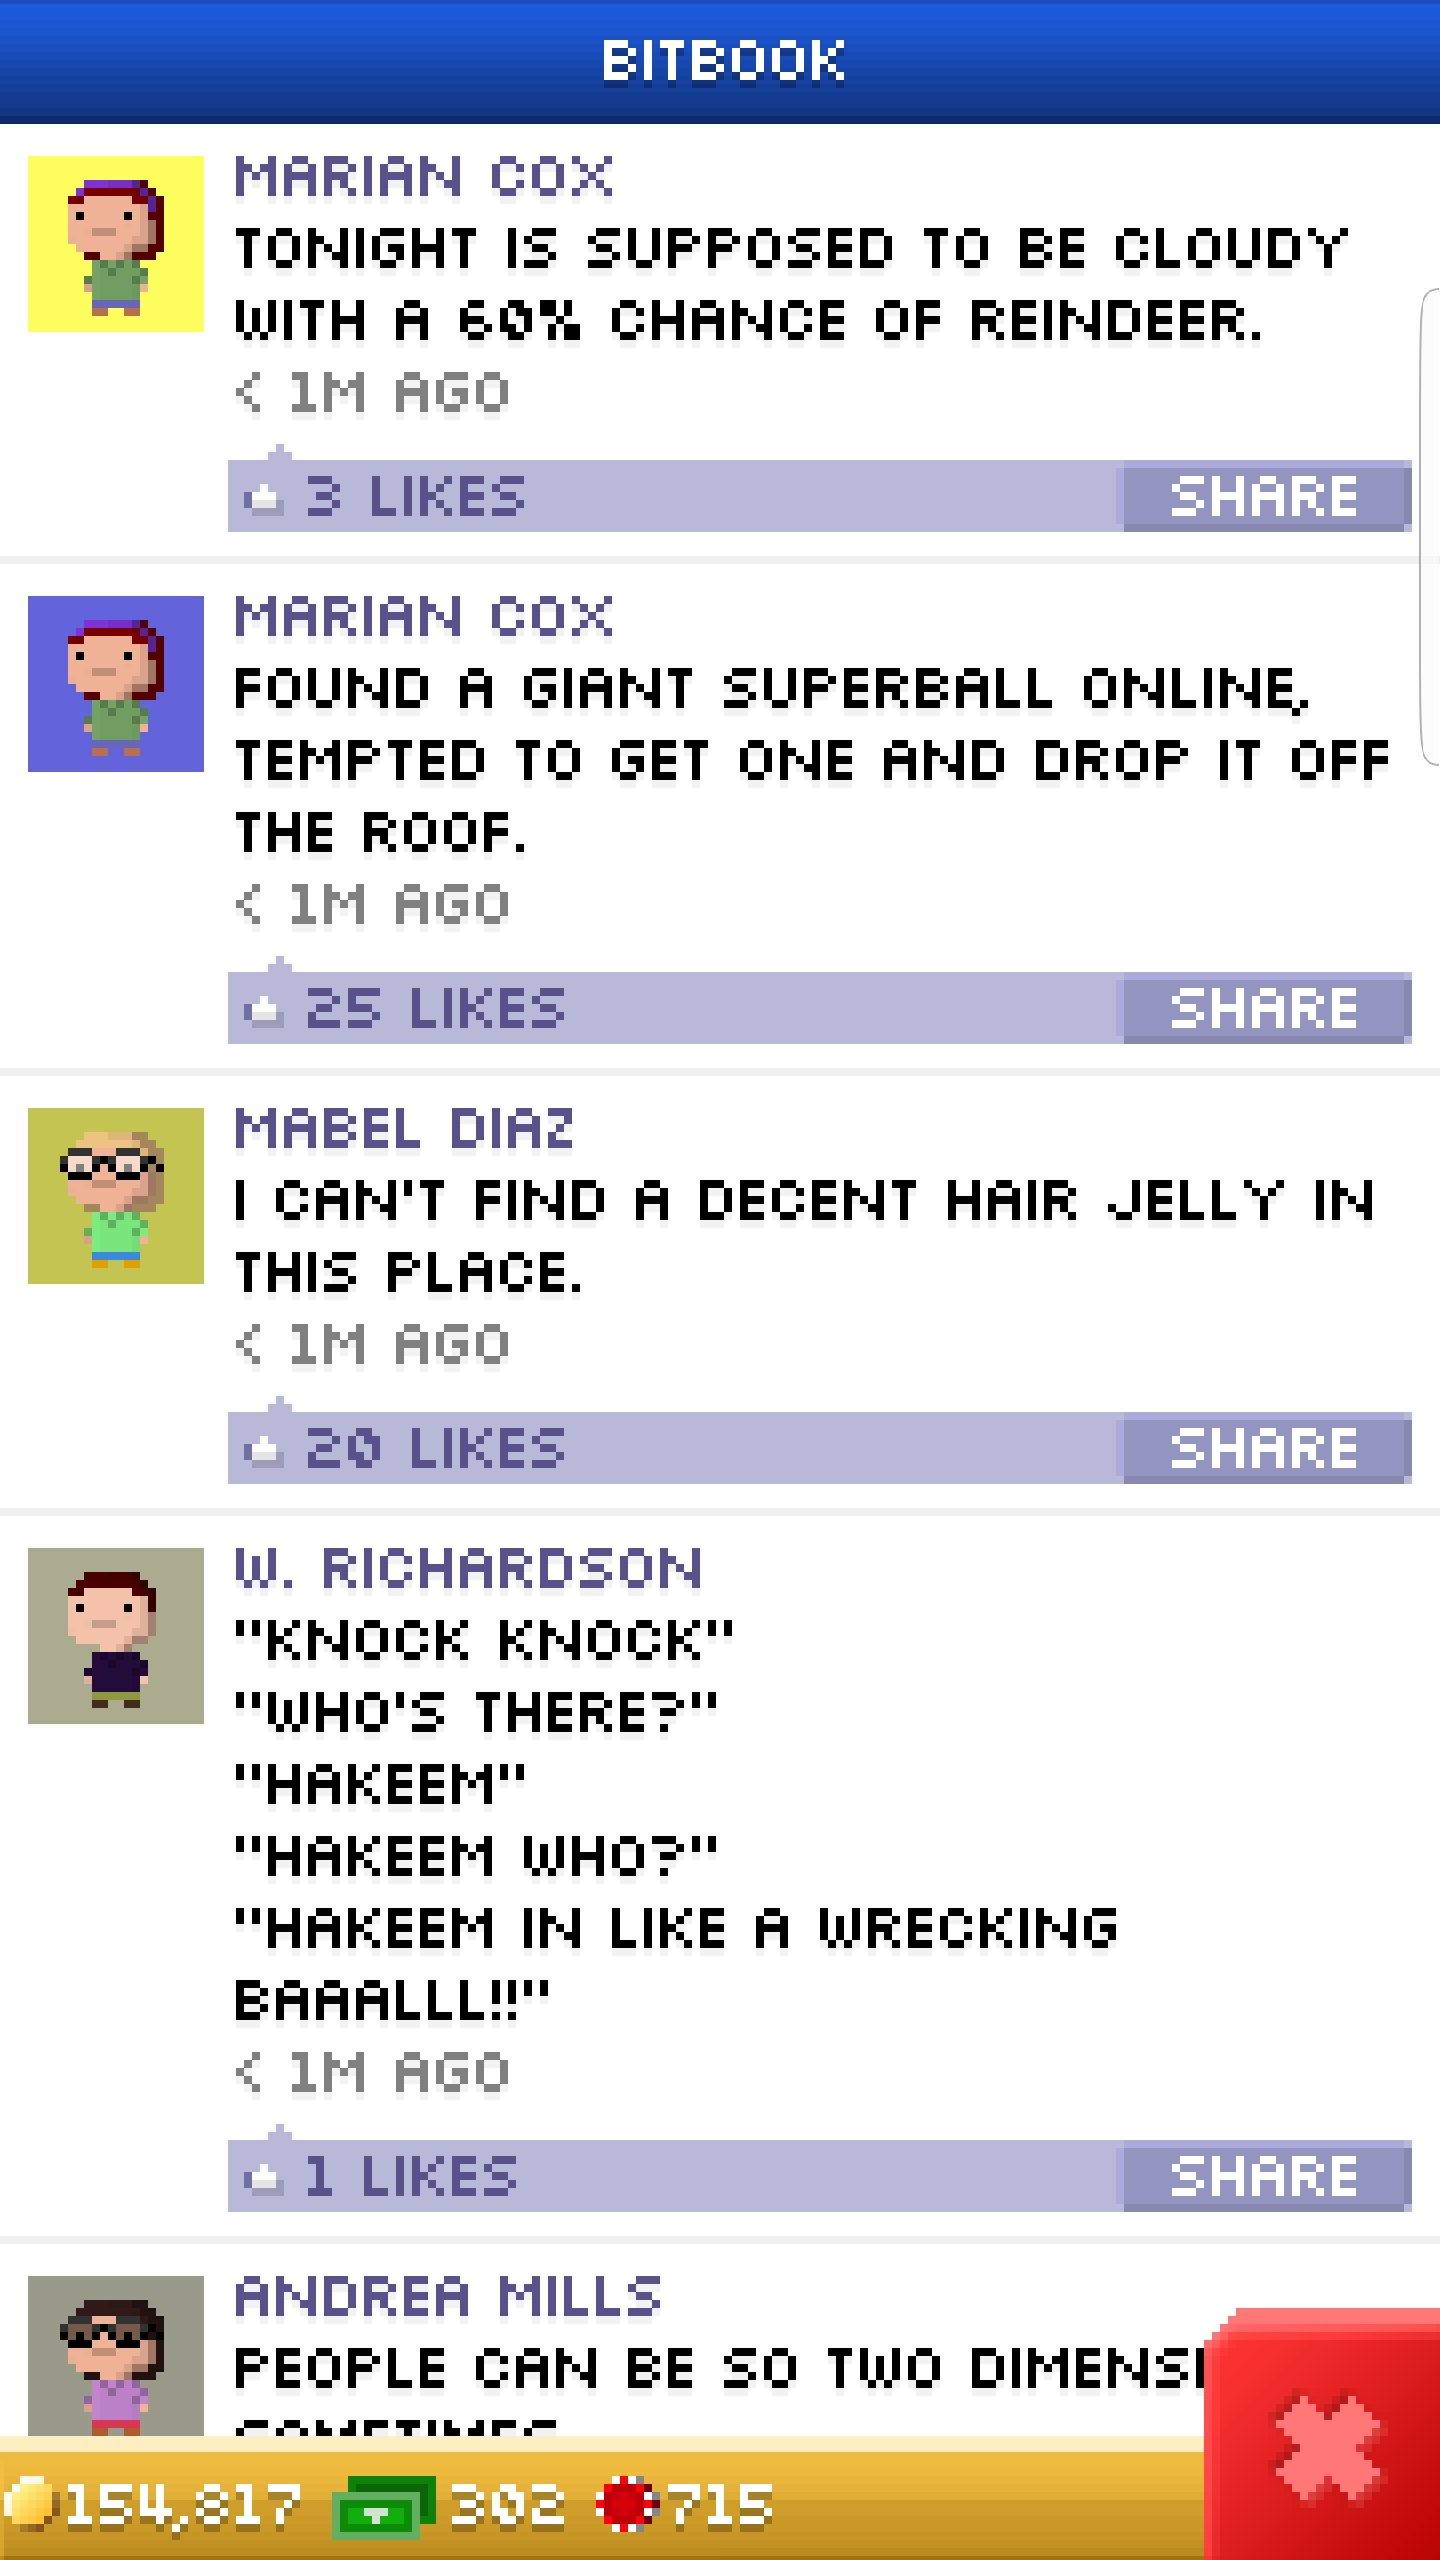 BITBOOK
MARIAN COX
TONIGHT IS SUPPOSED TO BE CLOUDY
WITH A 60% CHANCE OF REINDEER.
< 1M AGO
3 LIKES
SHARE
MARIAN COX
FOUND A GIANT SUPERBALL ONLINE,
TEMPTED TO GET ONE AND DROP IT OFF
THE ROOF.
< 1M AGO
25 LIKES
SHARE
MABEL DIAZ
I CAN'T FIND A DECENT HAIR JELLY IN
THIS PLACE.
< 1M AGO
20 LIKES
SHARE
W. RICHARDSON
"KNOCK KNOCK"
"WHO'S THERE?"
"HAKEEM"
"HAKEEM WHO?"
"HAKEEM IN LIKE A WRECKING
BAAALLL!!"
< 1M AGO
1 LIKES
SHARE
ANDREA MILLS
PEOPLE CAN BE SO TWO DIMENSI
SOMETIMES
154,817
302
715